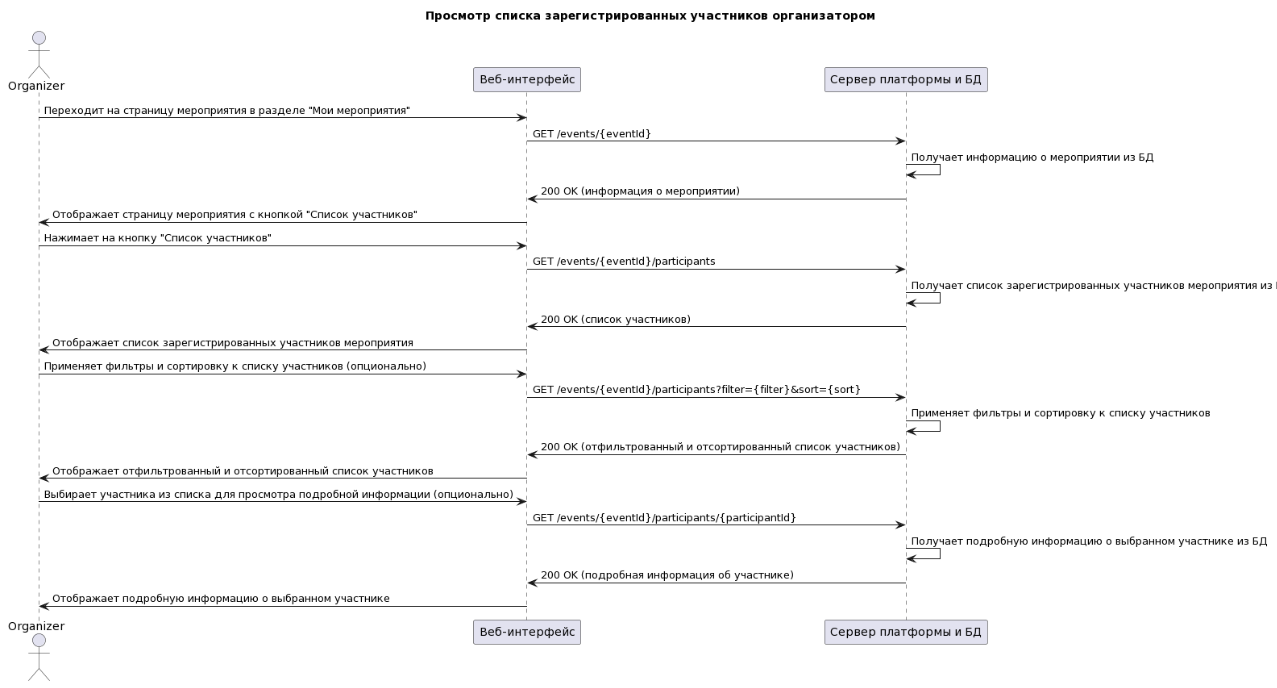 Просмотр списка зарегистрированных участников организатором
Organizer
Веб-интерфейс
Сервер платформы и БД
Переходит на страницу мероприятия в разделе "Мои мероприятия"
GET /events/{eventId}
Получает информацию о мероприятии из БД
200 OK (информация о мероприятии)
Отображает страницу мероприятия с кнопкой "Список участников"
Нажимает на кнопку "Список участников"
GET /events/{eventId}/participants
Получает список зарегистрированных участников мероприятия из
200 OK (список участников)
Отображает список зарегистрированных участников мероприятия
Применяет фильтры и сортировку к списку участников (опционально)
GET /events/{eventId}/participants?filter={filter}&sort={sort}
Применяет фильтры и сортировку к списку участников
200 OK (отфильтрованный и отсортированный список участников)
Отображает отфильтрованный и отсортированный список участников
Выбирает участника из списка для просмотра подробной информации (опционально)
GET /events/{eventId}/participants/{participantId}
Получает подробную информацию о выбранном участнике из БД
200 OK (подробная информация об участнике)
Отображает подробную информацию о выбранном участнике
Organizer
Веб-интерфейс
Сервер платформы и БД